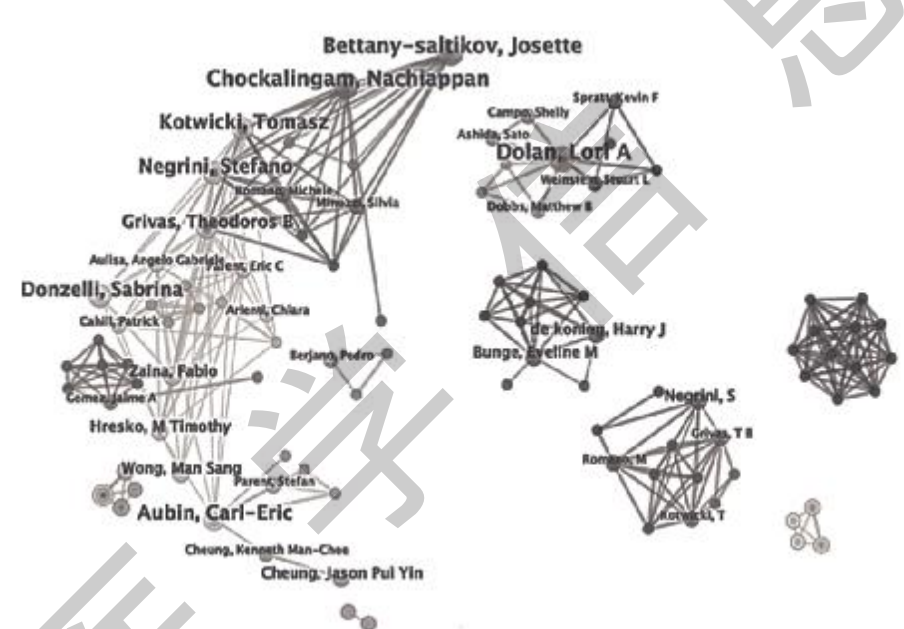 Bettany-saltikov, Josette
Chockalingam, Nachiappan
Spratt, Kevin F
Campo, Shelly
Kotwicki, Tomasz
Ashida, Sato
Dolan, Lori A
Negrini, Stefano
Weinstein, Stuart L
Romano, Michele
Minozzi, Silvia
Dobbs, Matthew B
Grivas, Theodoros B
Aulisa, Angelo Gabriele
Parent, Eric C
Donzelli, Sabrina
Arienti, Chiara
Cahill, Patrick
de koning, Harry J
Berjano, Pedro
Bunge, Eveline M
Zaina, Fabio
Gomez, Jaime A
Negrini, S
Hresko, M Timothy
Grivas, T B
Romano, M
Wong, Man Sang
Parent, Stefan
Aubin, Carl-Eric
Kotwicki, T
Cheung, Kenneth Man-Chee
Cheung, Jason Pui Yin